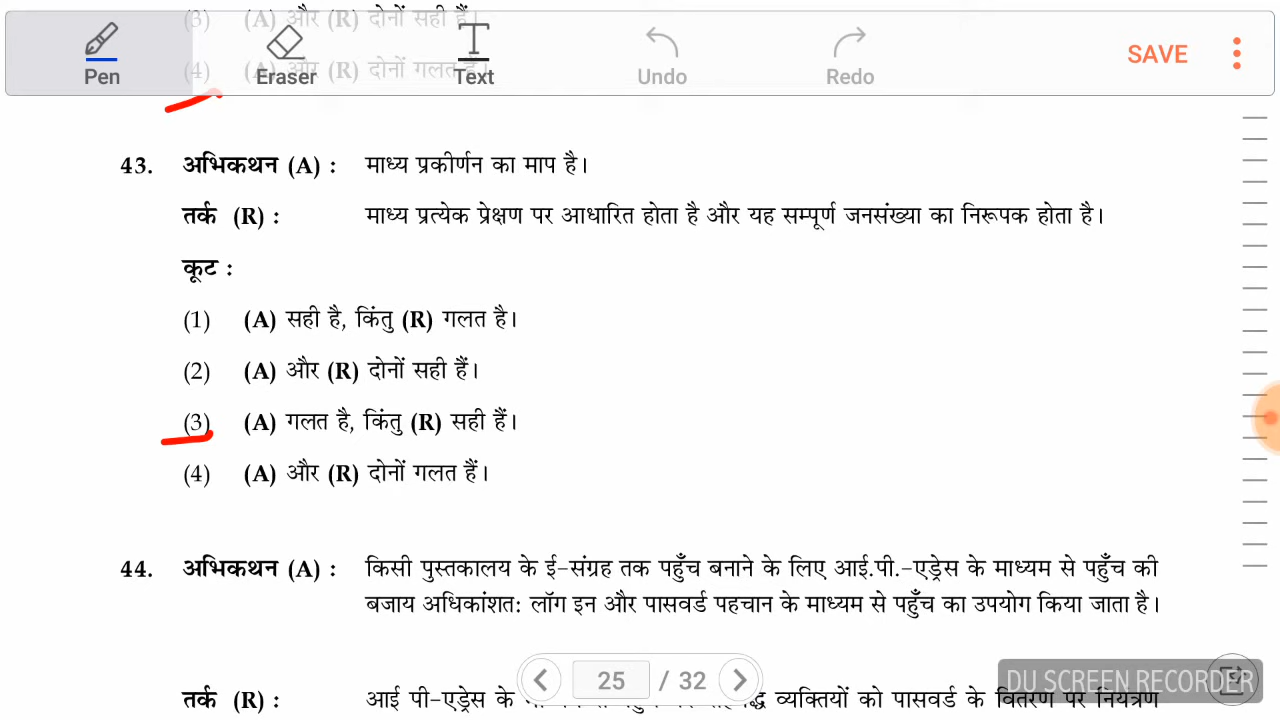 (3) (A) और (R) दोनों सही हैं।
Pen Eraser Text Undo Redo SAVE
(4) (A) और (R) दोनों गलत हैं।
43. अभिकथन (A) : माध्य प्रकीर्णन का माप है।
तर्क (R) : माध्य प्रत्येक प्रेक्षण पर आधारित होता है और यह सम्पूर्ण जनसंख्या का निरूपक होता है।
कूट :
(1) (A) सही है, किंतु (R) गलत है।
(2) (A) और (R) दोनों सही हैं।
(3) (A) गलत है, किंतु (R) सही हैं।
(4) (A) और (R) दोनों गलत हैं।
44. अभिकथन (A) : किसी पुस्तकालय के ई-संग्रह तक पहुँच बनाने के लिए आई.पी.-एड्रेस के माध्यम से पहुँच की
बजाय अधिकांशत: लॉग इन और पासवर्ड पहचान के माध्यम से पहुँच का उपयोग किया जाता है।
25 / 32
DU SCREEN RECORDER
तर्क (R) : आई पी-एड्रेस के व्यक्तियों को पासवर्ड के वितरण पर नियंत्रण